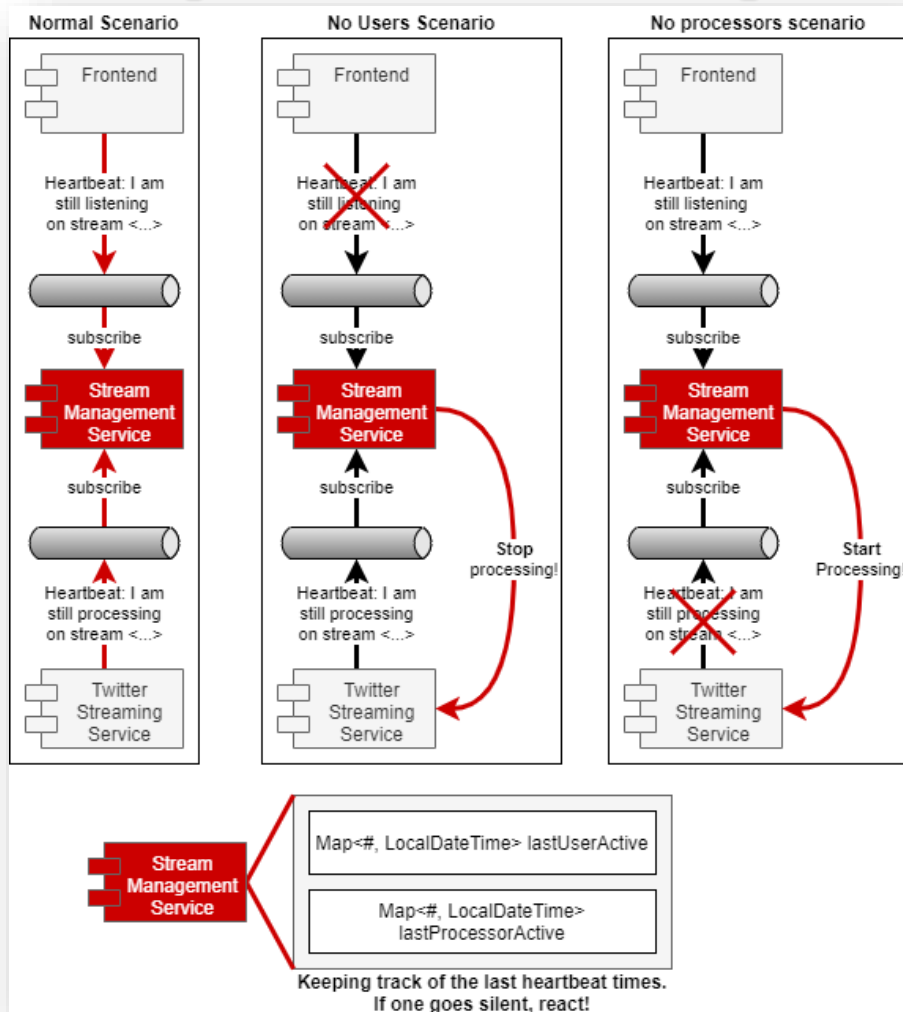 Normal Scenario
Frontend
Heartbeat: I am
still listening
on stream <...>
subscribe
Stream
Management
Service
subscribe
Heartbeat: I am
still processing
on stream <...>
Twitter
Streaming
Service
No Users Scenario
Frontend
Heartbeat: I am
still listening
on stream <...>
subscribe
Stream
Management
Service
subscribe
Stop
processing!
Heartbeat: I am
still processing
on stream <...>
Twitter
Streaming
Service
No processors scenario
Frontend
Heartbeat: I am
still listening
on stream <...>
subscribe
Stream
Management
Service
subscribe
Start
Processing!
Heartbeat: I am
still processing
on stream <...>
Twitter
Streaming
Service
Stream
Management
Service
Map<#, LocalDateTime> lastUserActive
Map<#, LocalDateTime>
lastProcessorActive
Keeping track of the last heartbeat times.
If one goes silent, react!